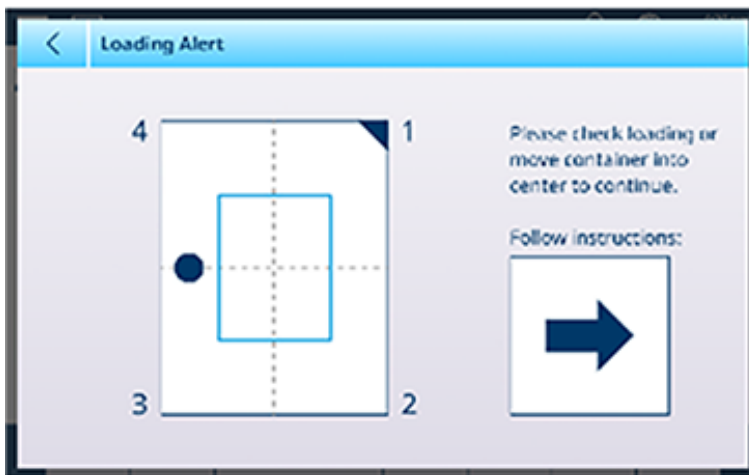 Loading Alert
4
1
Please check loading or
move container into
center to continue.
Follow instructions:
3
2